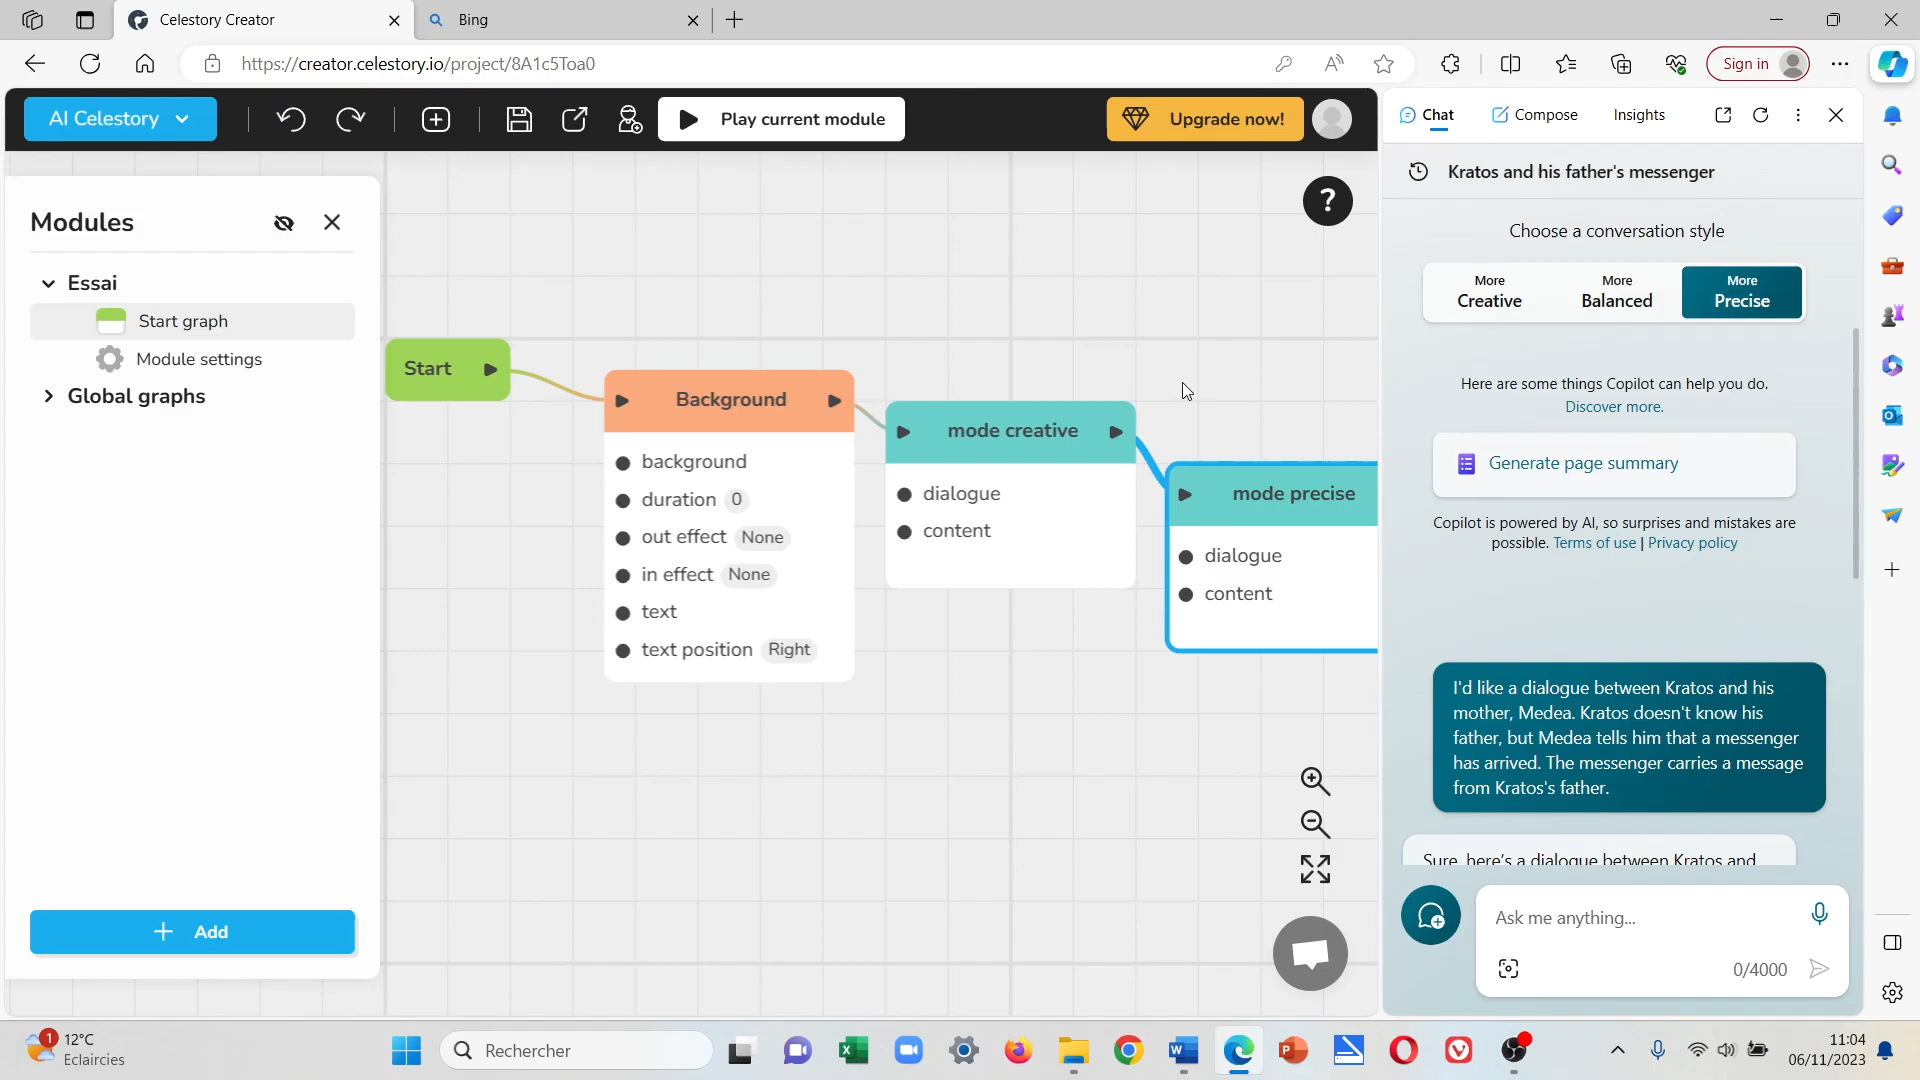 Celestory Creator
Bing
https://creator.celestory.io/project/8A1c5Toa0
Sign in
AI Celestory
Play current module
Upgrade now!
Modules
Essai
Start graph
Module settings
Global graphs
Add
Start
Background
background
duration 0
out effect None
in effect None
text
text position Right
mode creative
dialogue
content
mode precise
dialogue
content
?
Chat
Compose
Insights
Kratos and his father's messenger
Choose a conversation style
More Creative
More Balanced
More Precise
Here are some things Copilot can help you do.
Discover more.
Generate page summary
Copilot is powered by AI, so surprises and mistakes are
possible. Terms of use | Privacy policy
I'd like a dialogue between Kratos and his
mother, Medea. Kratos doesn't know his
father, but Medea tells him that a messenger
has arrived. The messenger carries a message
from Kratos's father.
Sure, here's a dialogue between Kratos and
Ask me anything...
0/4000
1
12°C
Eclaircies
Rechercher
11:04
06/11/2023